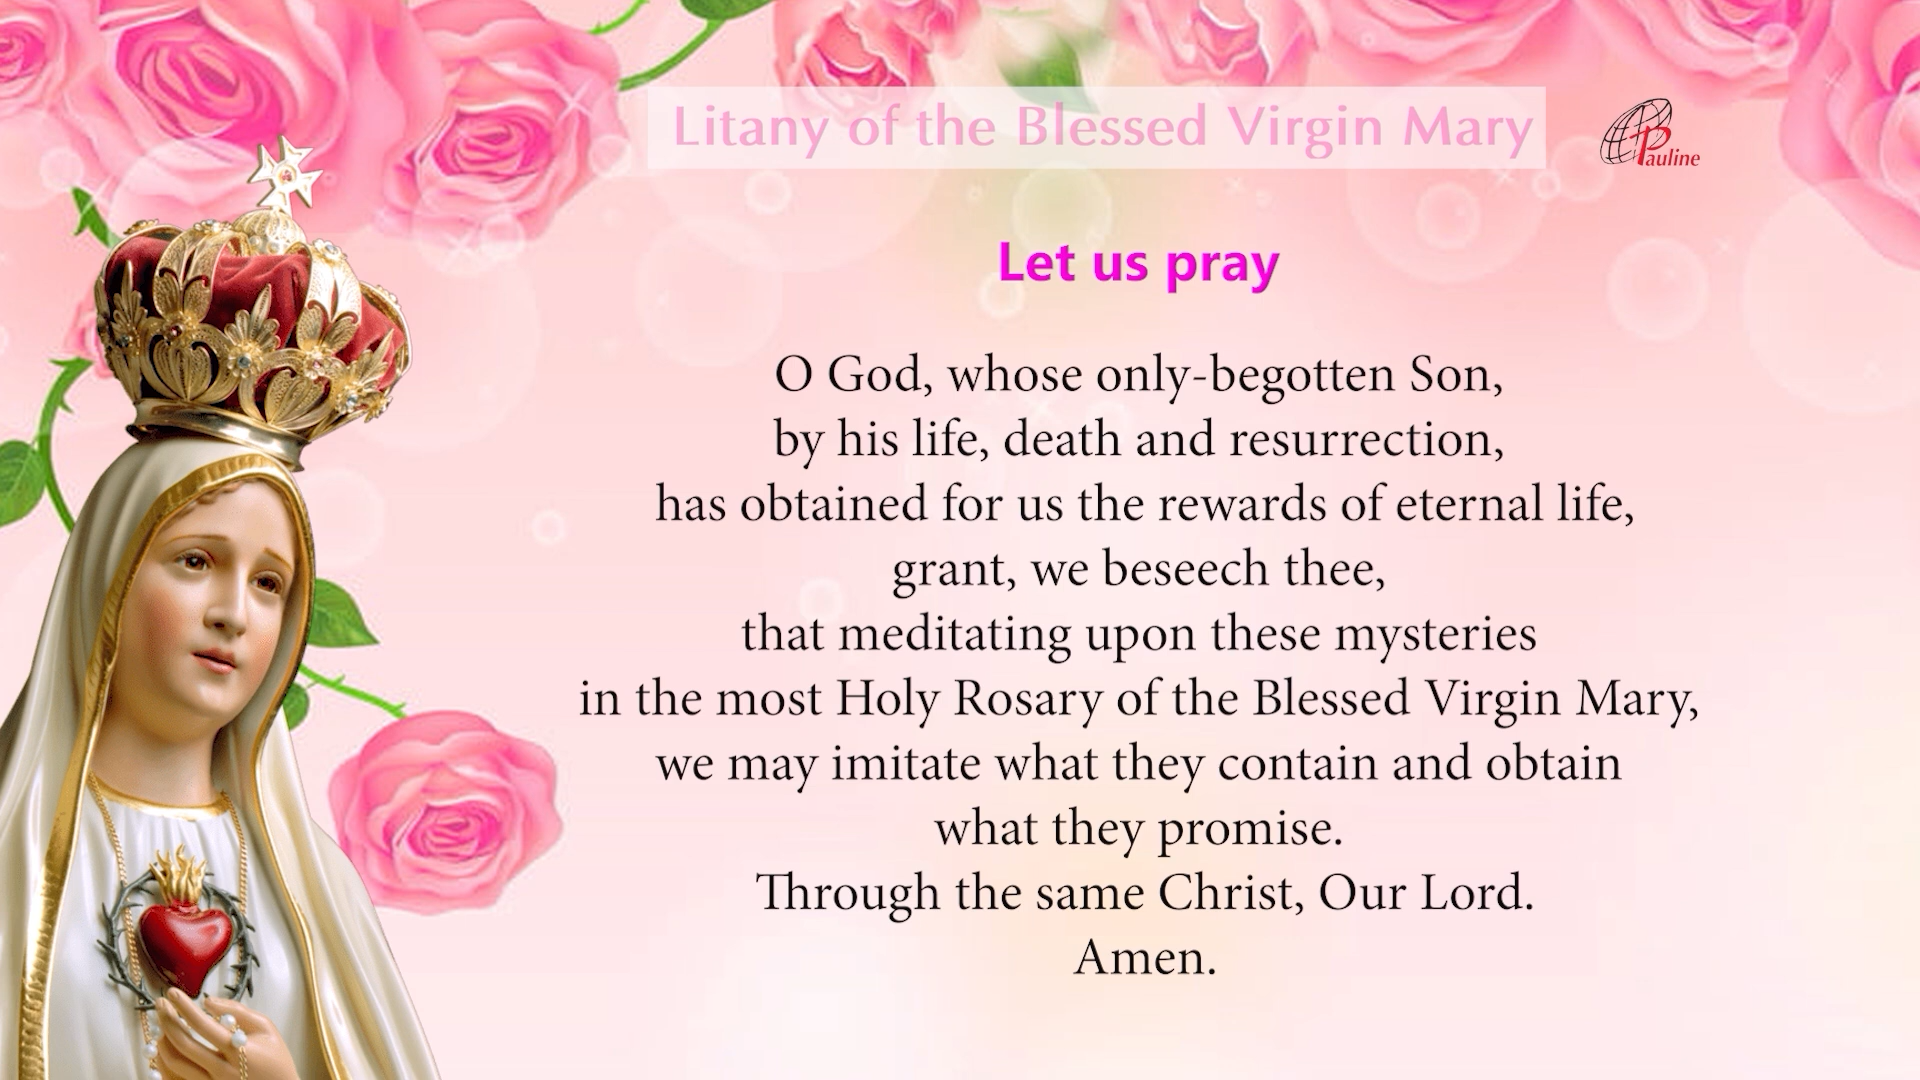 Litany of the Blessed Virgin Mary
Pauline
Let us pray
O God, whose only-begotten Son,
by his life, death and resurrection,
has obtained for us the rewards of eternal life,
grant, we beseech thee,
that meditating upon these mysteries
in the most Holy Rosary of the Blessed Virgin Mary,
we may imitate what they contain and obtain
what they promise.
Through the same Christ, Our Lord.
Amen.